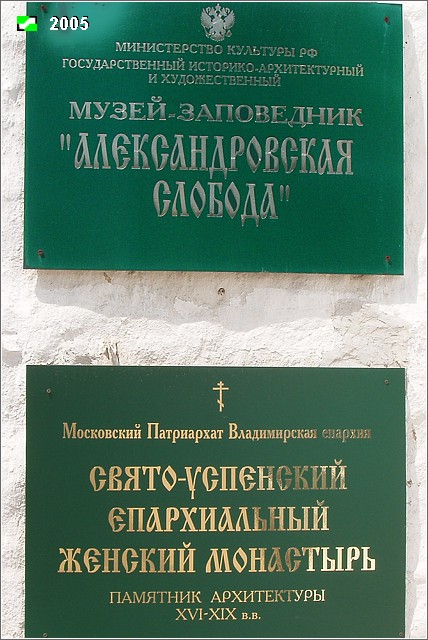 2005
МИНИСТЕРСТВО КУЛЬТУРЫ РФ
ГОСУДАРСТВЕННЫЙ ИСТОРИКО-АРХИТЕКТУРНЫЙ
И ХУДОЖЕСТВЕННЫЙ
МУЗЕЙ-ЗАПОВЕДНИК
"АЛЕКСАНДРОВСКАЯ
СЛОБОДА"
Московский Патриархат Владимирская епархия
СВЯТО-УСПЕНСКИЙ
ЕПАРХИАЛЬНЫЙ
ЖЕНСКИЙ МОНАСТЫРЬ
ПАМЯТНИК АРХИТЕКТУРЫ
XVI-XIX в.в.